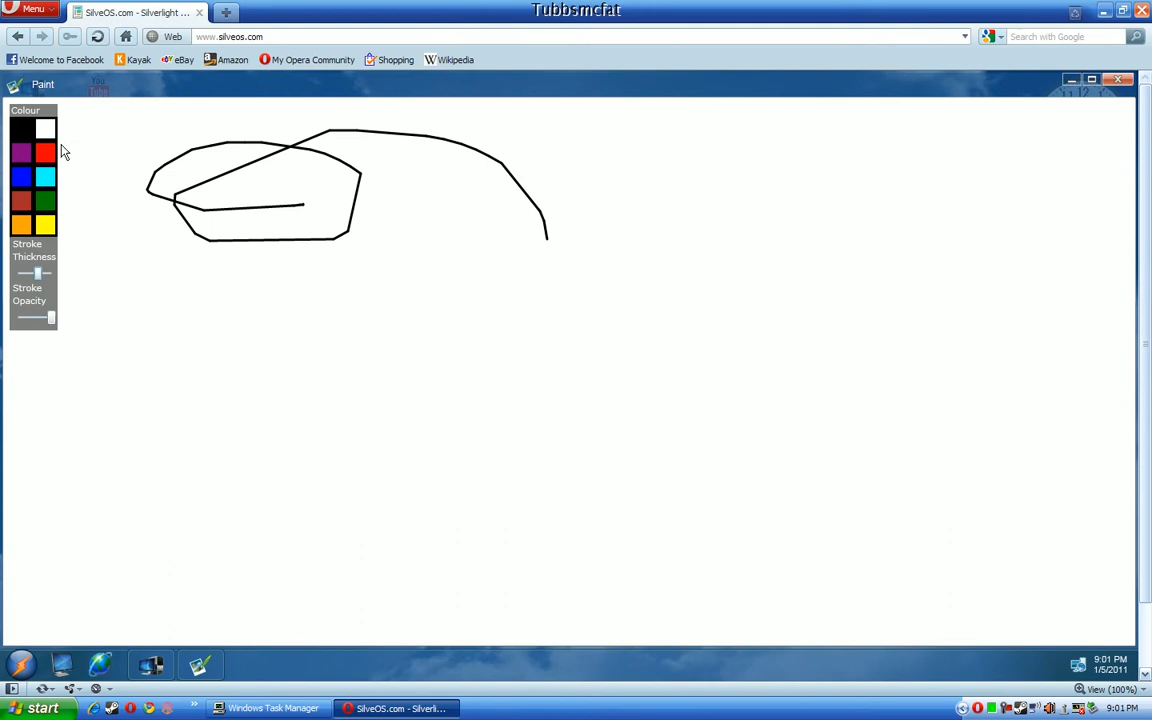 Tubbsmcfat
Menu
SilveOS.com - Silverlight ...
Web
www.silveos.com
Search with Google
Welcome to Facebook
Kayak
eBay
Amazon
My Opera Community
Shopping
Wikipedia
Paint
You
Tube
Colour
Stroke
Thickness
Stroke
Opacity
9:01 PM
1/5/2011
View (100%)
start
Windows Task Manager
SilveOS.com - Silverli...
9:01 PM